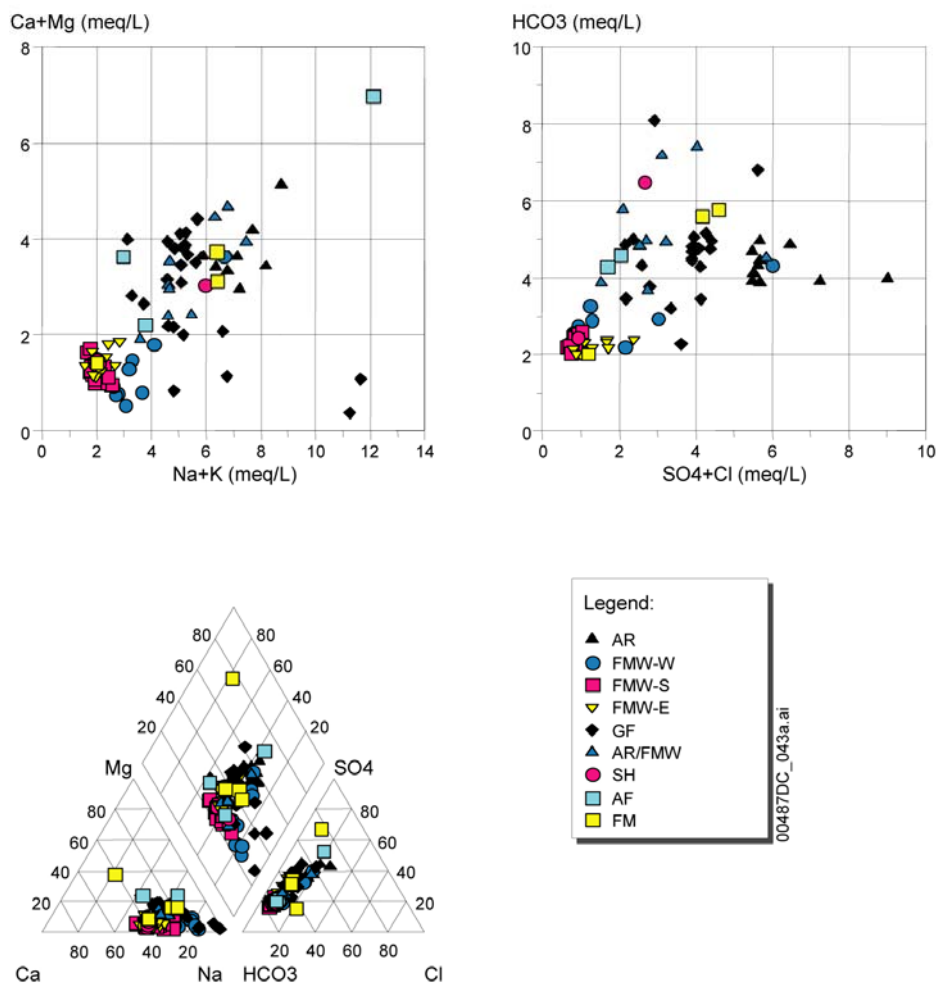 Ca+Mg (meq/L)
8
6
4
2
0
0 2 4 6 8 10 12 14
Na+K (meq/L)
HCO3 (meq/L)
10
8
6
4
2
0
0 2 4 6 8 10
SO4+Cl (meq/L)
80 80
60 60
40 40
20 20
Mg SO4
80 80
60 60
40 40
20 20
80 60 40 20 20 40 60 80
Ca Na HCO3 Cl
Legend:
AR
FMW-W
FMW-S
FMW-E
GF
AR/FMW
SH
AF
FM
00487DC_043a.ai